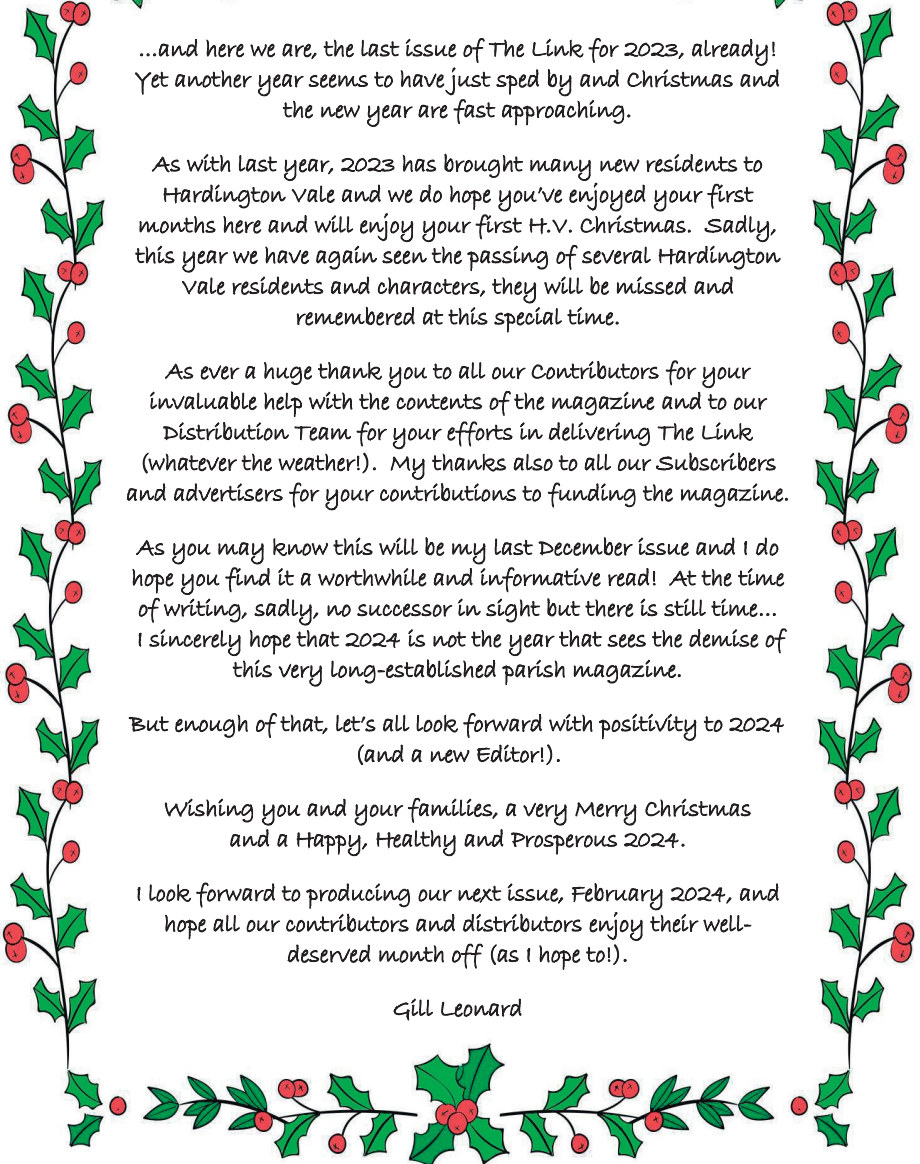 ...and here we are, the last issue of The Link for 2023, already!
Yet another year seems to have just sped by and Christmas and
the new year are fast approaching.
As with last year, 2023 has brought many new residents to
Hardington Vale and we do hope you've enjoyed your first
months here and will enjoy your first H.V. Christmas. Sadly,
this year we have again seen the passing of several Hardington
Vale residents and characters, they will be missed and
remembered at this special time.
As ever a huge thank you to all our Contributors for your
invaluable help with the contents of the magazine and to our
Distribution Team for your efforts in delivering The Link
(whatever the weather!). My thanks also to all our Subscribers
and advertisers for your contributions to funding the magazine.
As you may know this will be my last December issue and I do
hope you find it a worthwhile and informative read! At the time
of writing, sadly, no successor in sight but there is still time...
I sincerely hope that 2024 is not the year that sees the demise of
this very long-established parish magazine.
But enough of that, let's all look forward with positivity to 2024
(and a new Editor!).
Wishing you and your families, a very Merry Christmas
and a Happy, Healthy and Prosperous 2024.
I look forward to producing our next issue, February 2024, and
hope all our contributors and distributors enjoy their well-
deserved month off (as I hope to!).
Gill Leonard